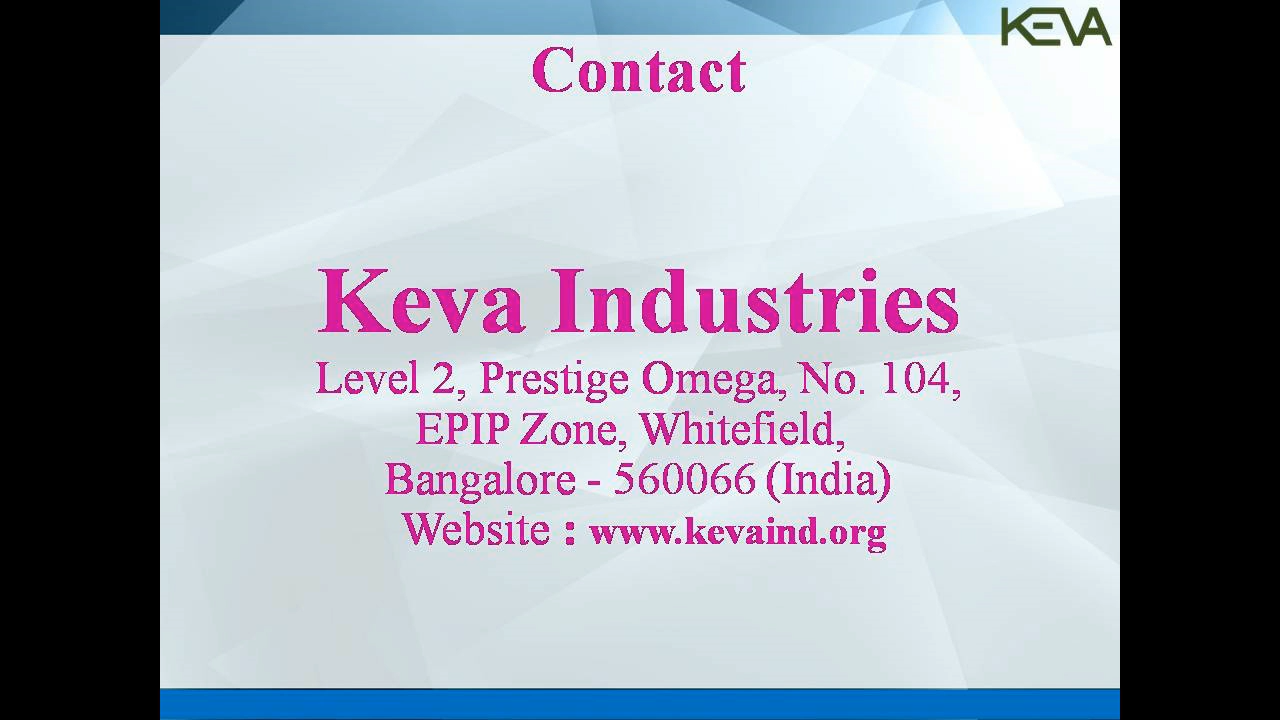 KEVA
Contact
Keva Industries
Level 2, Prestige Omega, No. 104,
EPIP Zone, Whitefield,
Bangalore - 560066 (India)
Website : www.kevaind.org